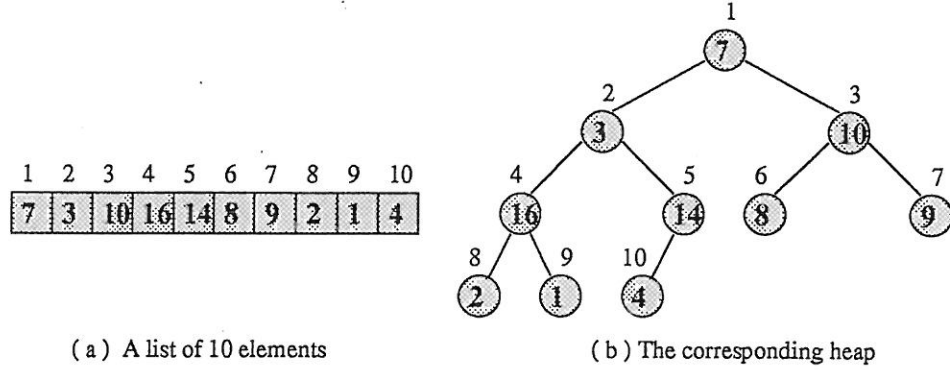 1
7
2 3
3 10
4 5 6 7
1 2 3 4 5 6 7 8 9 10
7 3 10 16 14 8 9 2 1 4
16 14 8 9
8 9 10
2 1 4
( a ) A list of 10 elements
( b ) The corresponding heap